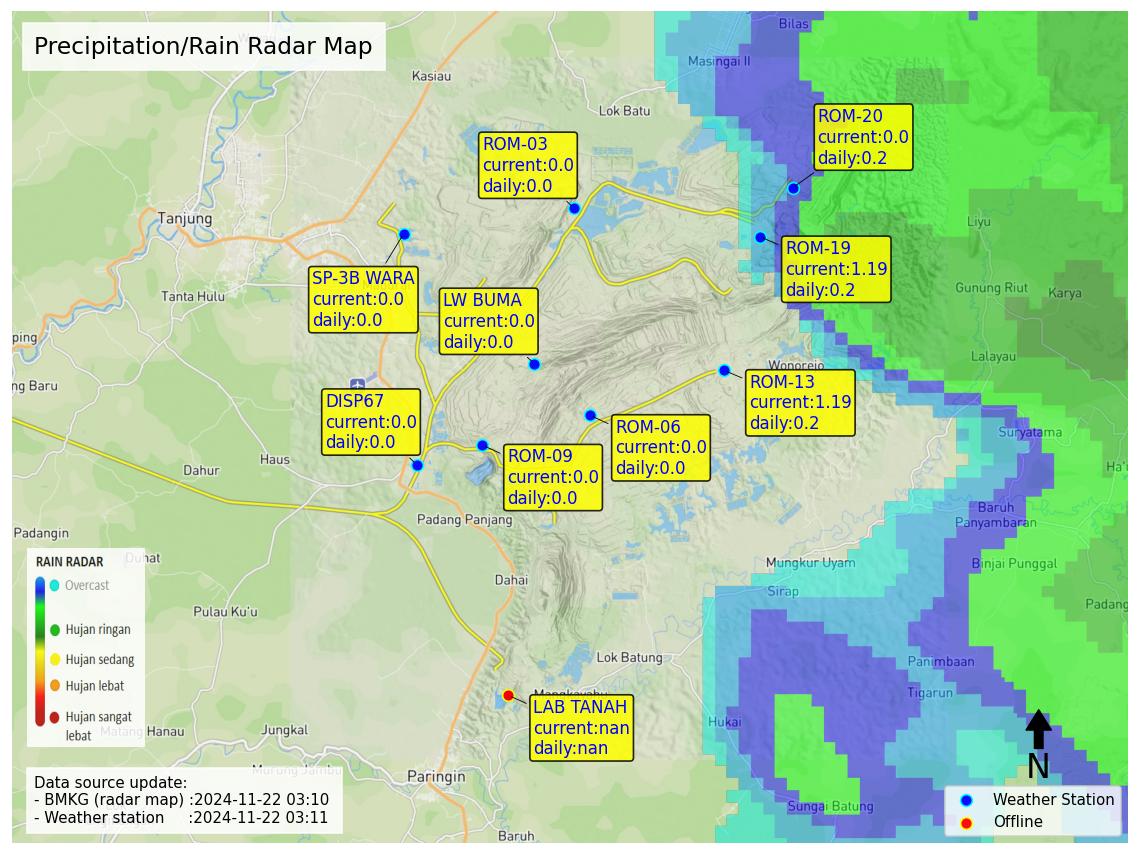 Precipitation/Rain Radar Map
Bilas
Masingai II
Kasiau
Lok Batu
ROM-20
current:0.0
daily:0.2
ROM-03
current:0.0
daily:0.0
Tanjung
Liyu
ROM-19
current:1.19
daily:0.2
SP-3B WARA
current:0.0
daily:0.0
Tanta Hulu
LW BUMA
current:0.0
daily:0.0
Gunung Riut
Karya
ping
Lalayau
Wonorejo
ng Baru
ROM-13
current:1.19
daily:0.2
DISP67
current:0.0
daily:0.0
ROM-06
current:0.0
daily:0.0
Suryatama
ROM-09
current:0.0
daily:0.0
Haus
Dahur
Ha'u
Baruh
Panyambaran
Padang Panjang
Padangin
Mungkur Uyam
Binjai Punggal
Dahai
Sirap
RAIN RADAR
Overcast
Hujan ringan
Hujan sedang
Hujan lebat
Hujan sangat
lebat
Pulau Ku'u
Padang
Lok Batung
Panimbaan
Tigarun
LAB TANAH
current:nan
daily:nan
Hukai
Jungkal
Paringin
N
Data source update:
- BMKG (radar map) :2024-11-22 03:10
- Weather station :2024-11-22 03:11
Sungai Batung
Weather Station
Offline
Baruh